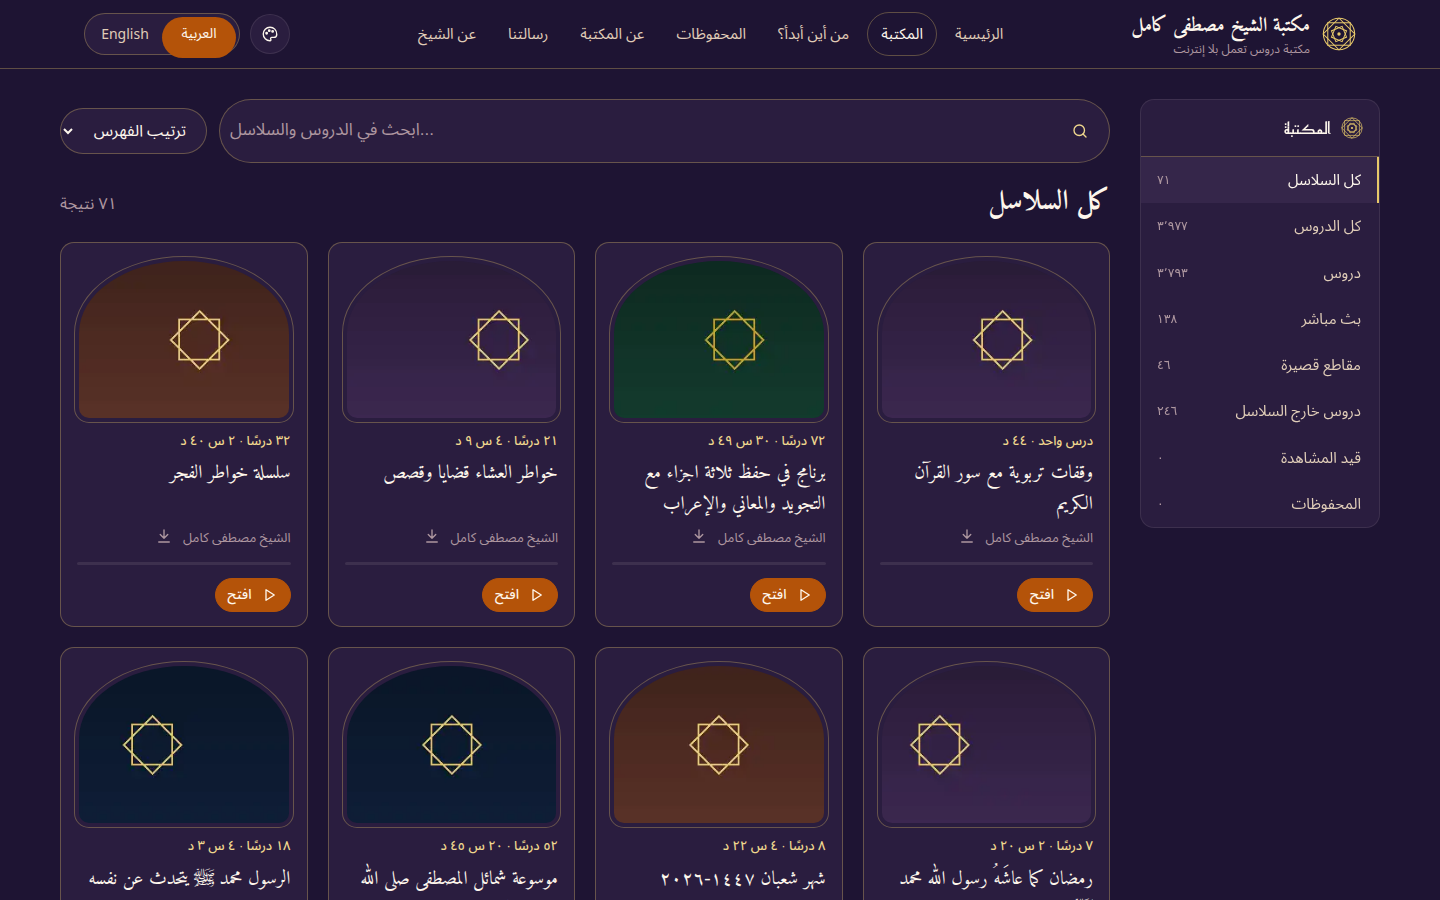 مكتبة الشيخ مصطفى كامل
مكتبة دروس تعمل بلا إنترنت
الرئيسية
المكتبة
من أين أبدأ؟
المحفوظات
عن المكتبة
رسالتنا
عن الشيخ
العربية
English
المكتبة
كل السلاسل ٧١
كل الدروس ٣٬٩٧٧
دروس ٣٬٧٩٣
بث مباشر ١٣٨
مقاطع قصيرة ٤٦
دروس خارج السلاسل ٢٤٦
قيد المشاهدة ٠
المحفوظات ٠
ابحث في الدروس والسلاسل...
ترتيب الفهرس
كل السلاسل
٧١ نتيجة
درس واحد · ٤٤ د
وقفات تربوية مع سور القرآن
الكريم
الشيخ مصطفى كامل
افتح
٧٢ درسًا · ٣٠ س ٤٩ د
برنامج في حفظ ثلاثة اجزاء مع
التجويد والمعاني والإعراب
الشيخ مصطفى كامل
افتح
٢١ درسًا · ٤ س ٩ د
خواطر العشاء قضايا وقصص
الشيخ مصطفى كامل
افتح
٣٢ درسًا · ٢ س ٤٠ د
سلسلة خواطر الفجر
الشيخ مصطفى كامل
افتح
٧ درسًا · ٢ س ٢٠ د
رمضان كما عاشَهُ رسول الله محمد
٨ درسًا · ٤ س ٢٢ د
شهر شعبان ١٤٤٧-٢٠٢٦
٥٢ درسًا · ٢٠ س ٤٥ د
موسوعة شمائل المصطفى صلى الله
١٨ درسًا · ٤ س ٣ د
الرسول محمد ﷺ يتحدث عن نفسه